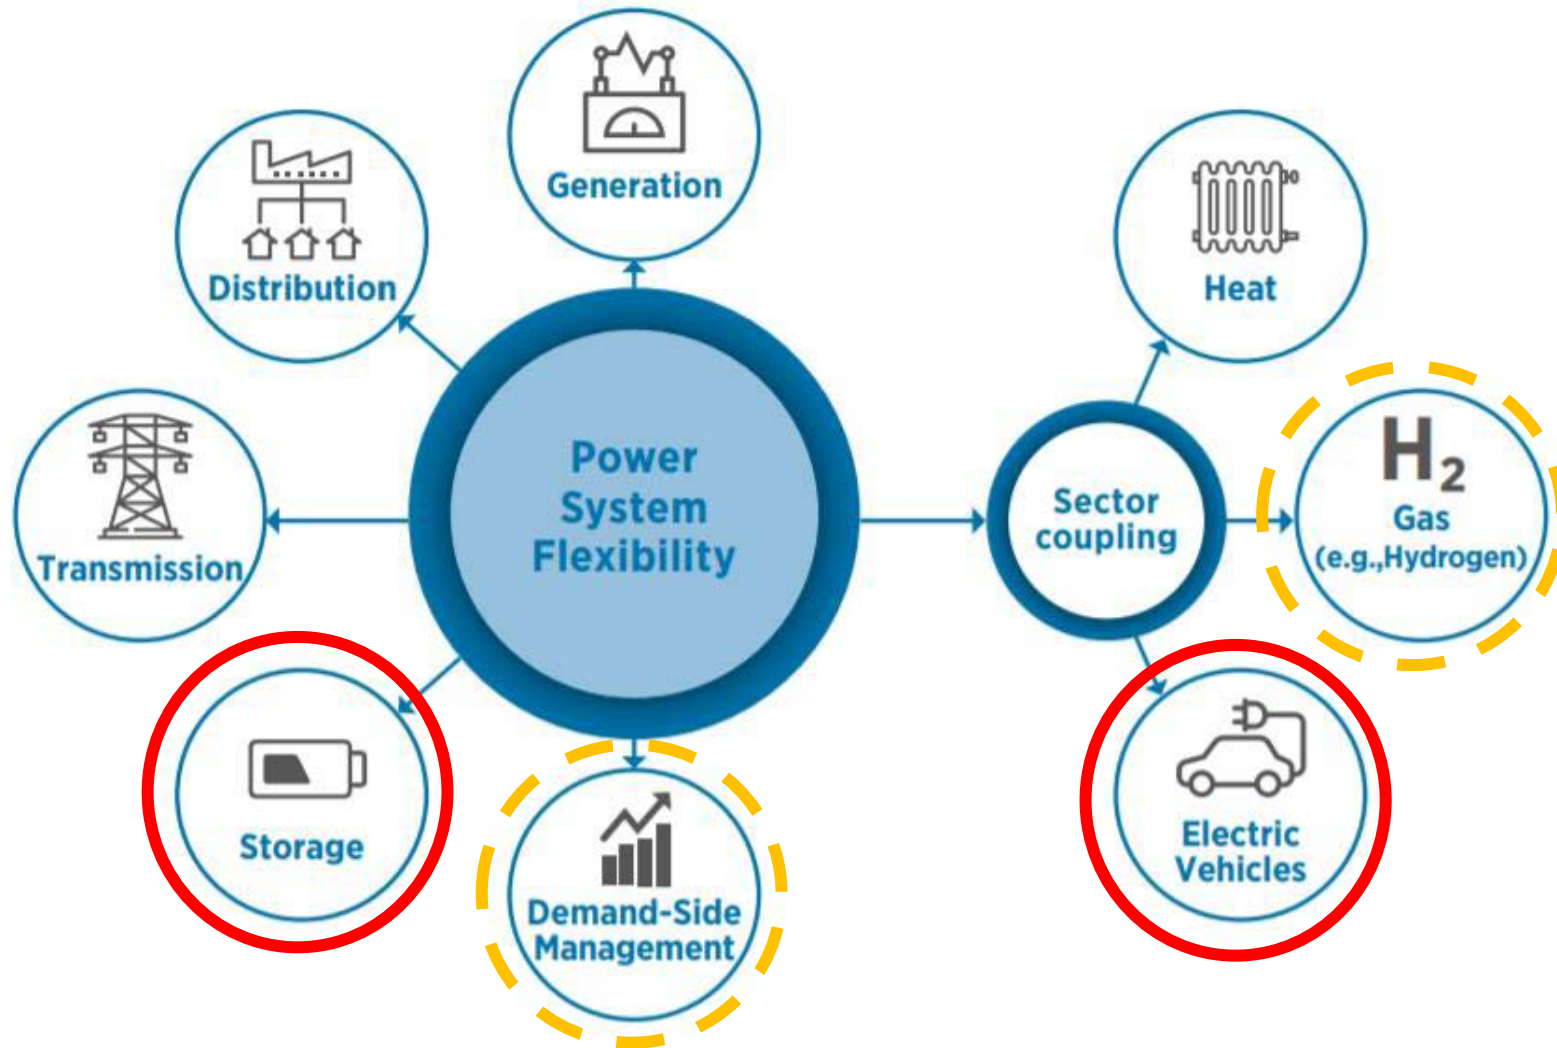 Generation
Distribution
Heat
Transmission
Power
System
Flexibility
Sector
coupling
H2
Gas
(e.g.,Hydrogen)
Storage
Demand-Side
Management
Electric
Vehicles